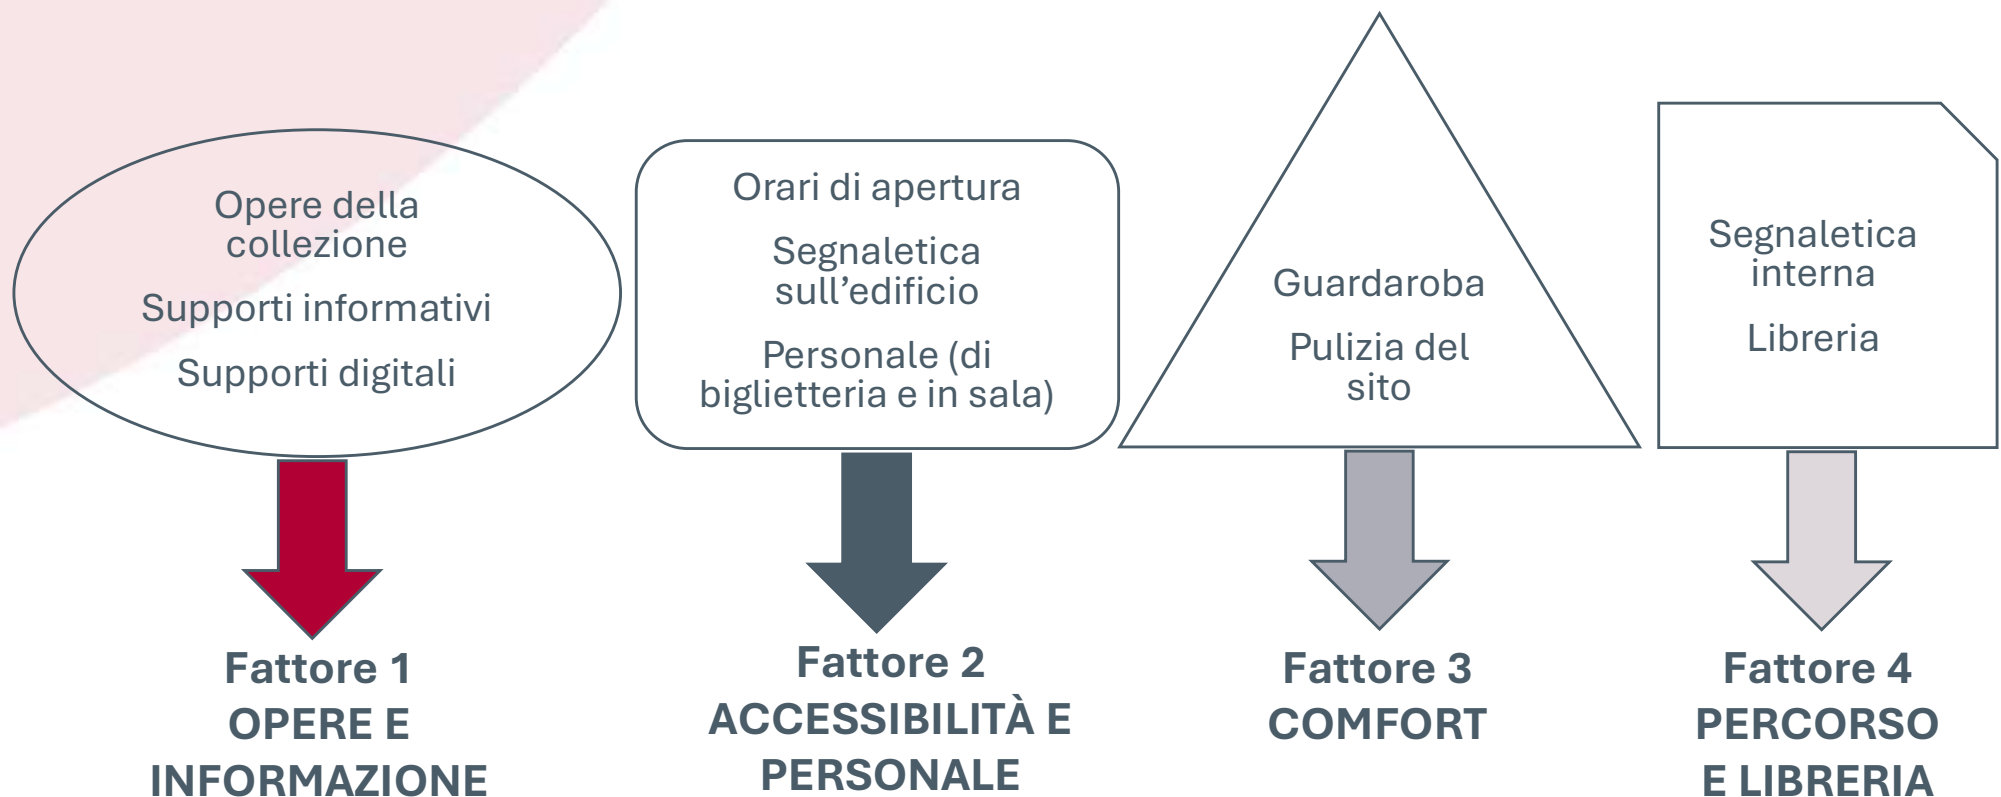 Opere della
collezione
Supporti informativi
Supporti digitali
Orari di apertura
Segnaletica
sull’edificio
Personale (di
biglietteria e in sala)
Guardaroba
Pulizia del
sito
Segnaletica
interna
Libreria
Fattore 1
OPERE E
INFORMAZIONE
Fattore 2
ACCESSIBILITÀ E
PERSONALE
Fattore 3
COMFORT
Fattore 4
PERCORSO
E LIBRERIA